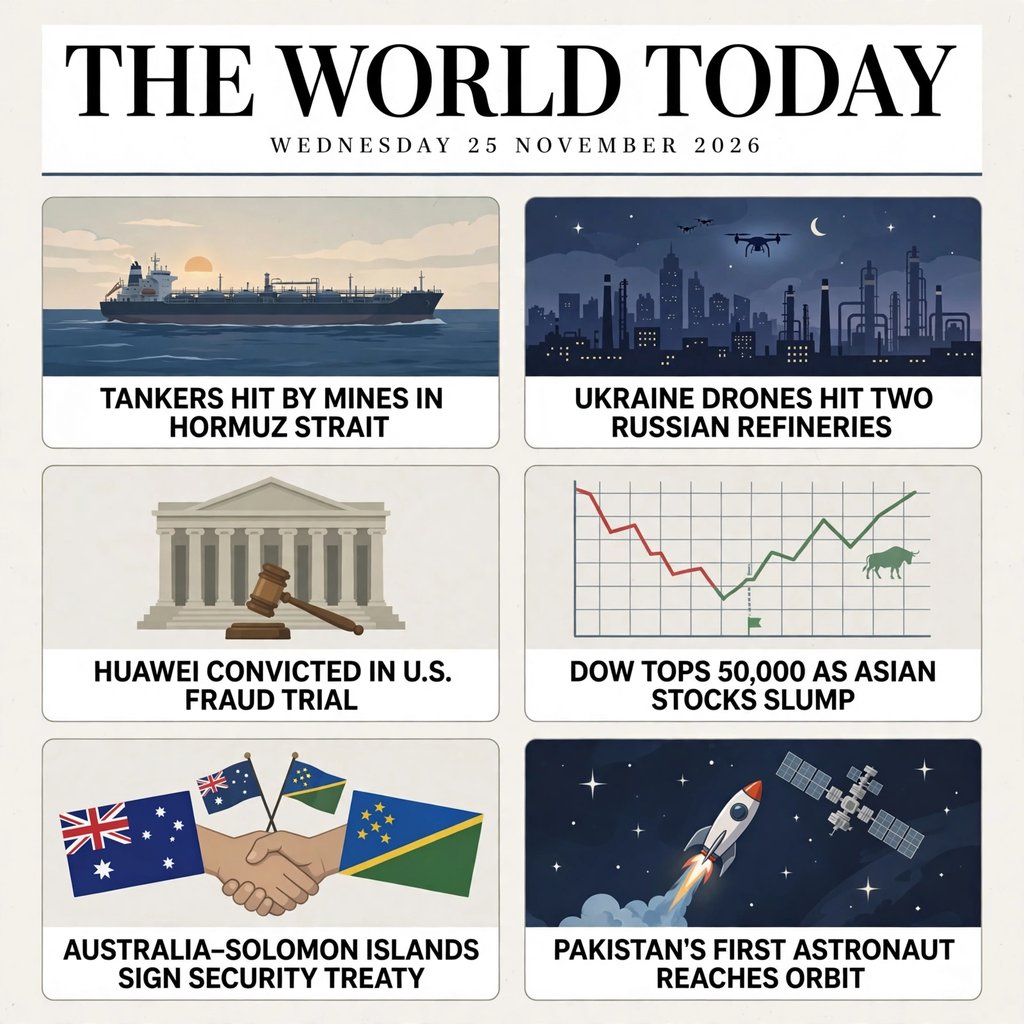 THE WORLD TODAY
WEDNESDAY 25 NOVEMBER 2026
TANKERS HIT BY MINES IN
HORMUZ STRAIT
UKRAINE DRONES HIT TWO
RUSSIAN REFINERIES
HUAWEI CONVICTED IN U.S.
FRAUD TRIAL
DOW TOPS 50,000 AS ASIAN
STOCKS SLUMP
AUSTRALIA–SOLOMON ISLANDS
SIGN SECURITY TREATY
PAKISTAN’S FIRST ASTRONAUT
REACHES ORBIT